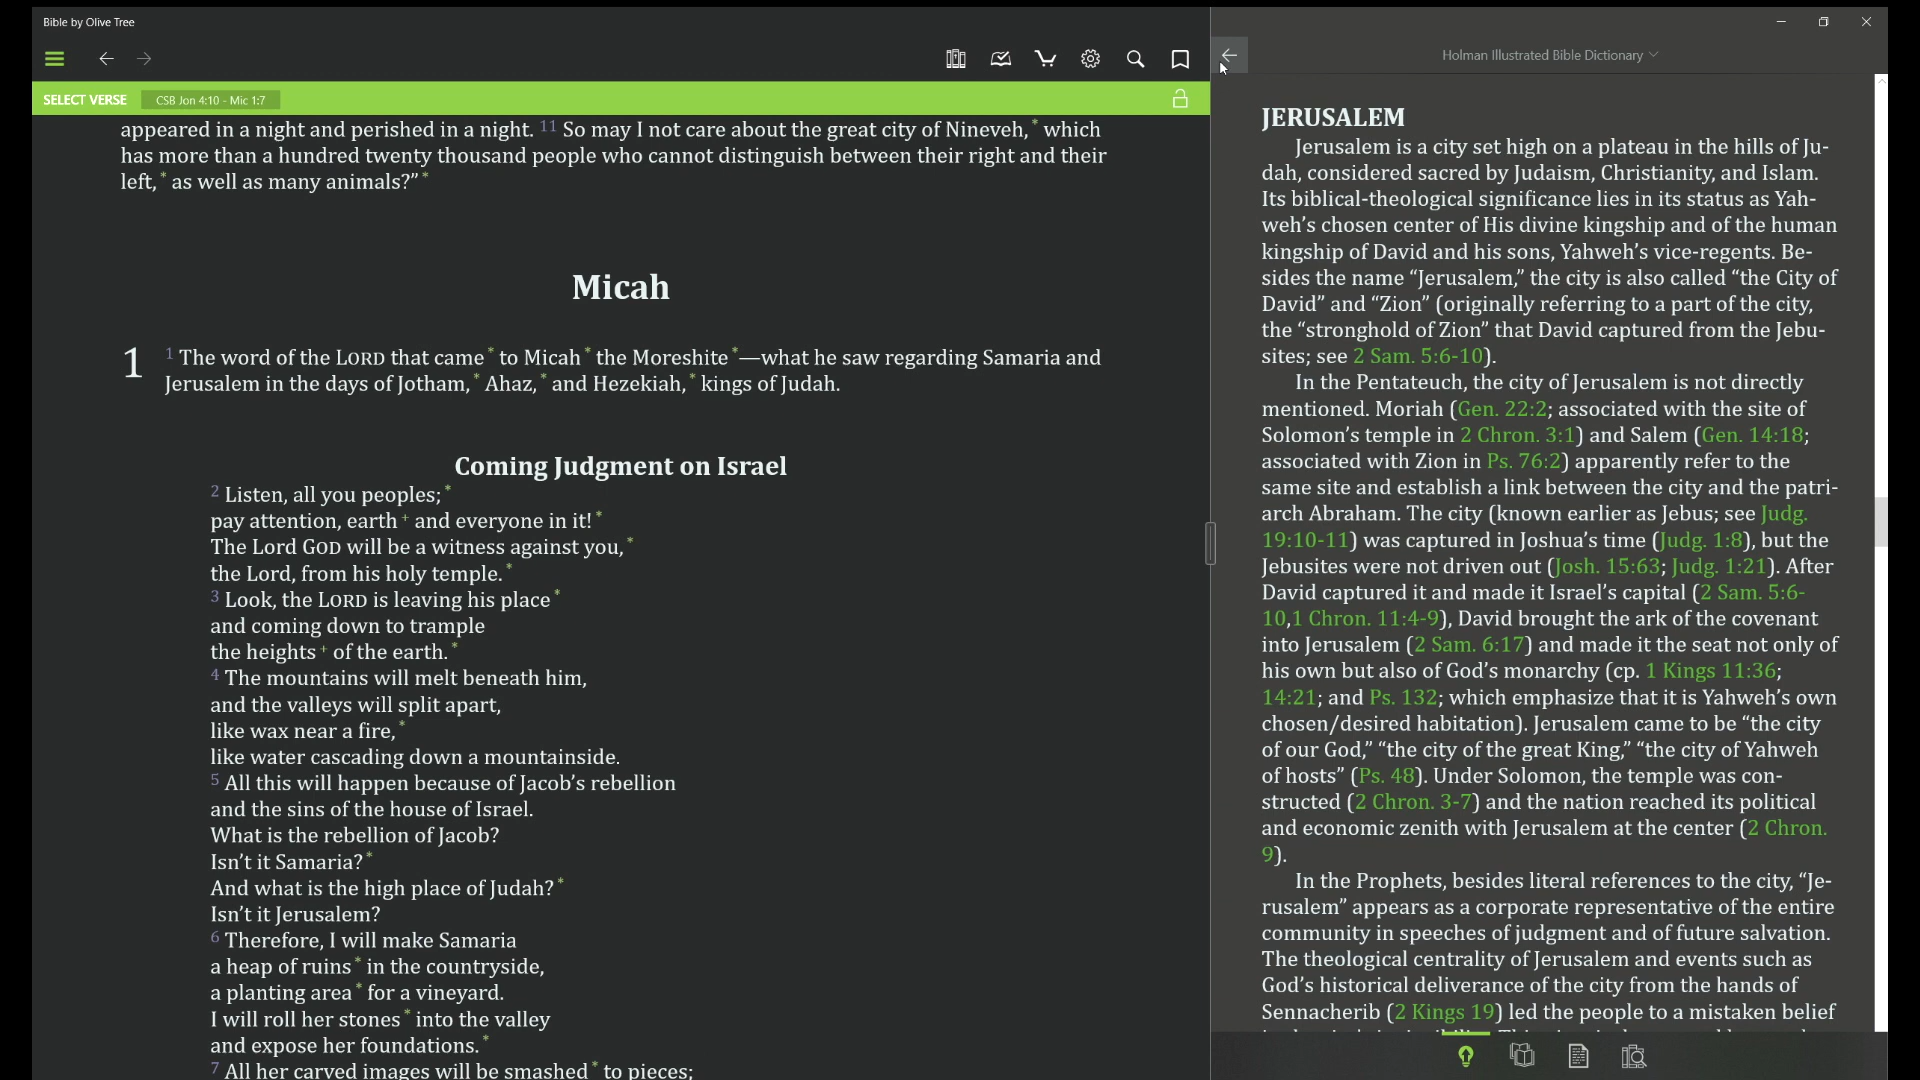 Bible by Olive Tree
SELECT VERSE CSB Jon 4:10 - Mic 1:7
appeared in a night and perished in a night. 11 So may I not care about the great city of Nineveh,* which
has more than a hundred twenty thousand people who cannot distinguish between their right and their
left,* as well as many animals?”*
Micah
1 1 The word of the LORD that came* to Micah* the Moreshite*—what he saw regarding Samaria and
Jerusalem in the days of Jotham,* Ahaz,* and Hezekiah,* kings of Judah.
Coming Judgment on Israel
2 Listen, all you peoples;*
pay attention, earth+ and everyone in it!*
The Lord GOD will be a witness against you,*
the Lord, from his holy temple.*
3 Look, the LORD is leaving his place*
and coming down to trample
the heights+ of the earth.*
4 The mountains will melt beneath him,
and the valleys will split apart,
like wax near a fire,*
like water cascading down a mountainside.
5 All this will happen because of Jacob’s rebellion
and the sins of the house of Israel.
What is the rebellion of Jacob?
Isn’t it Samaria?*
And what is the high place of Judah?*
Isn’t it Jerusalem?
6 Therefore, I will make Samaria
a heap of ruins* in the countryside,
a planting area* for a vineyard.
I will roll her stones* into the valley
and expose her foundations.*
7 All her carved images will be smashed* to pieces;
Holman Illustrated Bible Dictionary
JERUSALEM
Jerusalem is a city set high on a plateau in the hills of Ju-
dah, considered sacred by Judaism, Christianity, and Islam.
Its biblical-theological significance lies in its status as Yah-
weh’s chosen center of His divine kingship and of the human
kingship of David and his sons, Yahweh’s vice-regents. Be-
sides the name “Jerusalem,” the city is also called “the City of
David” and “Zion” (originally referring to a part of the city,
the “stronghold of Zion” that David captured from the Jebu-
sites; see 2 Sam. 5:6-10).
In the Pentateuch, the city of Jerusalem is not directly
mentioned. Moriah (Gen. 22:2; associated with the site of
Solomon’s temple in 2 Chron. 3:1) and Salem (Gen. 14:18;
associated with Zion in Ps. 76:2) apparently refer to the
same site and establish a link between the city and the patri-
arch Abraham. The city (known earlier as Jebus; see Judg.
19:10-11) was captured in Joshua’s time (Judg. 1:8), but the
Jebusites were not driven out (Josh. 15:63; Judg. 1:21). After
David captured it and made it Israel’s capital (2 Sam. 5:6-
10,1 Chron. 11:4-9), David brought the ark of the covenant
into Jerusalem (2 Sam. 6:17) and made it the seat not only of
his own but also of God’s monarchy (cp. 1 Kings 11:36;
14:21; and Ps. 132; which emphasize that it is Yahweh’s own
chosen/desired habitation). Jerusalem came to be “the city
of our God,” “the city of the great King,” “the city of Yahweh
of hosts” (Ps. 48). Under Solomon, the temple was con-
structed (2 Chron. 3-7) and the nation reached its political
and economic zenith with Jerusalem at the center (2 Chron.
9).
In the Prophets, besides literal references to the city, “Je-
rusalem” appears as a corporate representative of the entire
community in speeches of judgment and of future salvation.
The theological centrality of Jerusalem and events such as
God’s historical deliverance of the city from the hands of
Sennacherib (2 Kings 19) led the people to a mistaken belief